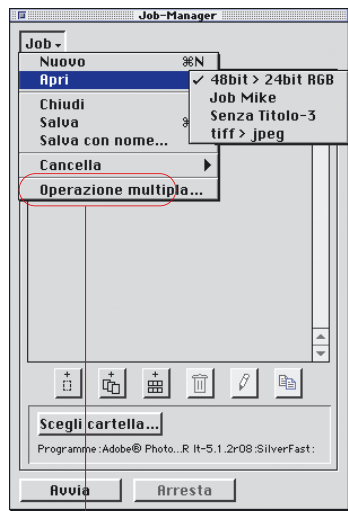 Job-Manager
Job
Nuovo ⌘N
Apri
✓ 48bit > 24bit RGB
Job Mike
Senza Titolo-3
tiff > jpeg
Chiudi
Salva ⌘
Salva con nome...
Cancella
Operazione multipla...
Scegli cartella...
Programme:Adobe® Photo...R It-5.1.2r08:SilverFast:
Avvia Arresta